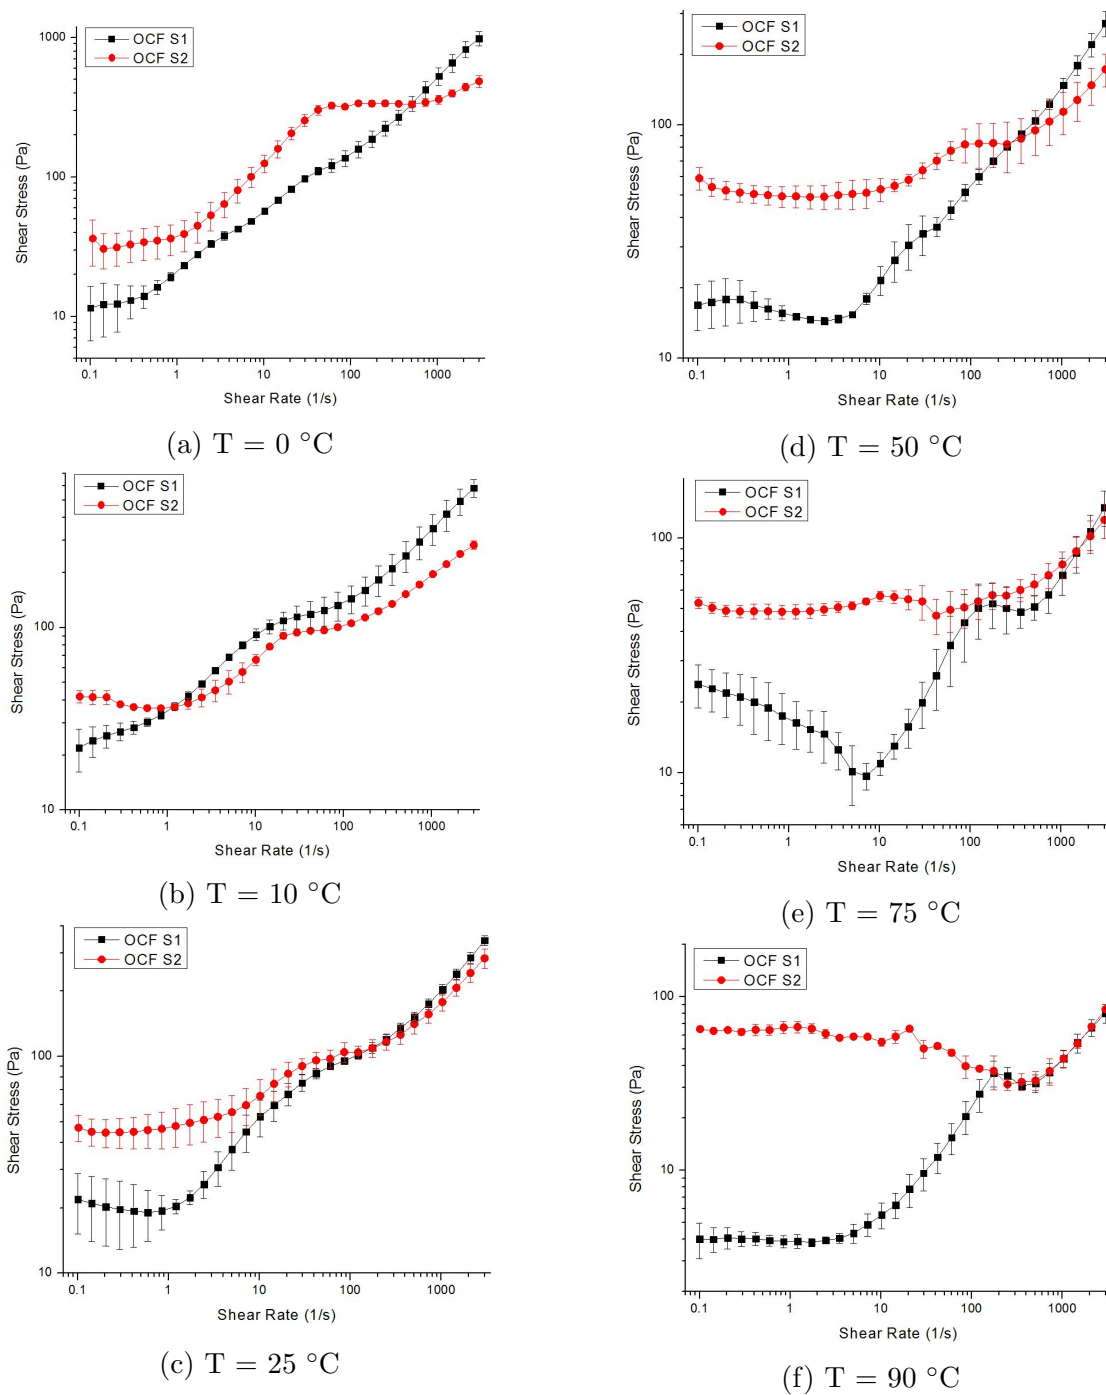 1000
100
10
0.1 1 10 100 1000
Shear Stress (Pa)
Shear Rate (1/s)
OCF S1
OCF S2
(a) T = 0 °C
100
10
0.1 1 10 100 1000
Shear Stress (Pa)
Shear Rate (1/s)
OCF S1
OCF S2
(b) T = 10 °C
100
10
0.1 1 10 100 1000
Shear Stress (Pa)
Shear Rate (1/s)
OCF S1
OCF S2
(c) T = 25 °C
100
10
0.1 1 10 100 1000
Shear Stress (Pa)
Shear Rate (1/s)
OCF S1
OCF S2
(d) T = 50 °C
100
10
0.1 1 10 100 1000
Shear Stress (Pa)
Shear Rate (1/s)
OCF S1
OCF S2
(e) T = 75 °C
100
10
0.1 1 10 100 1000
Shear Stress (Pa)
Shear Rate (1/s)
OCF S1
OCF S2
(f) T = 90 °C